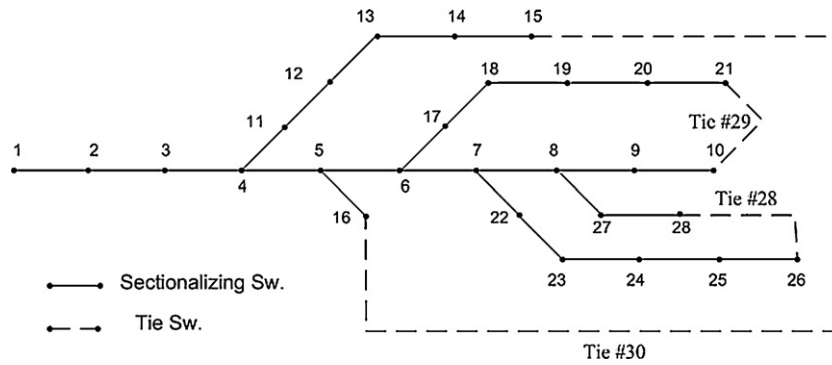 13 14 15
12 18 19 20 21
11 17 Tie #29
1 2 3 5 7 8 9 10
4 6
Tie #28
16 22 27 28
23 24 25 26
Sectionalizing Sw.
Tie Sw.
Tie #30